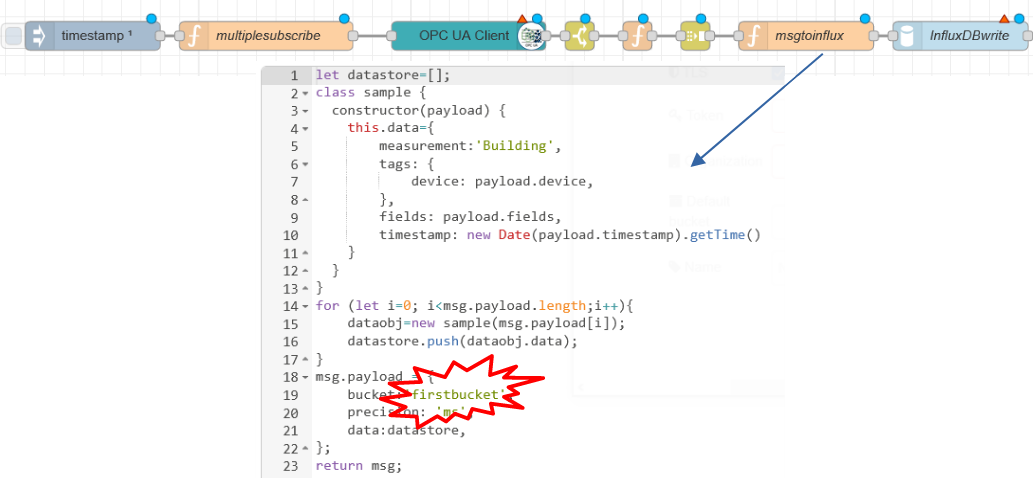 timestamp ¹ multiplesubscribe OPC UA Client msgtoinflux InfluxDBwrite
1 let datastore=[];
2 class sample {
3 constructor(payload) {
4 this.data={
5 measurement:'Building',
6 tags: {
7 device: payload.device,
8 },
9 fields: payload.fields,
10 timestamp: new Date(payload.timestamp).getTime()
11 }
12 }
13 }
14 for (let i=0; i<msg.payload.length;i++){
15 dataobj=new sample(msg.payload[i]);
16 datastore.push(dataobj.data);
17 }
18 msg.payload = {
19 bucket:'firstbucket'
20 precision: 'ms'
21 data:datastore,
22 };
23 return msg;